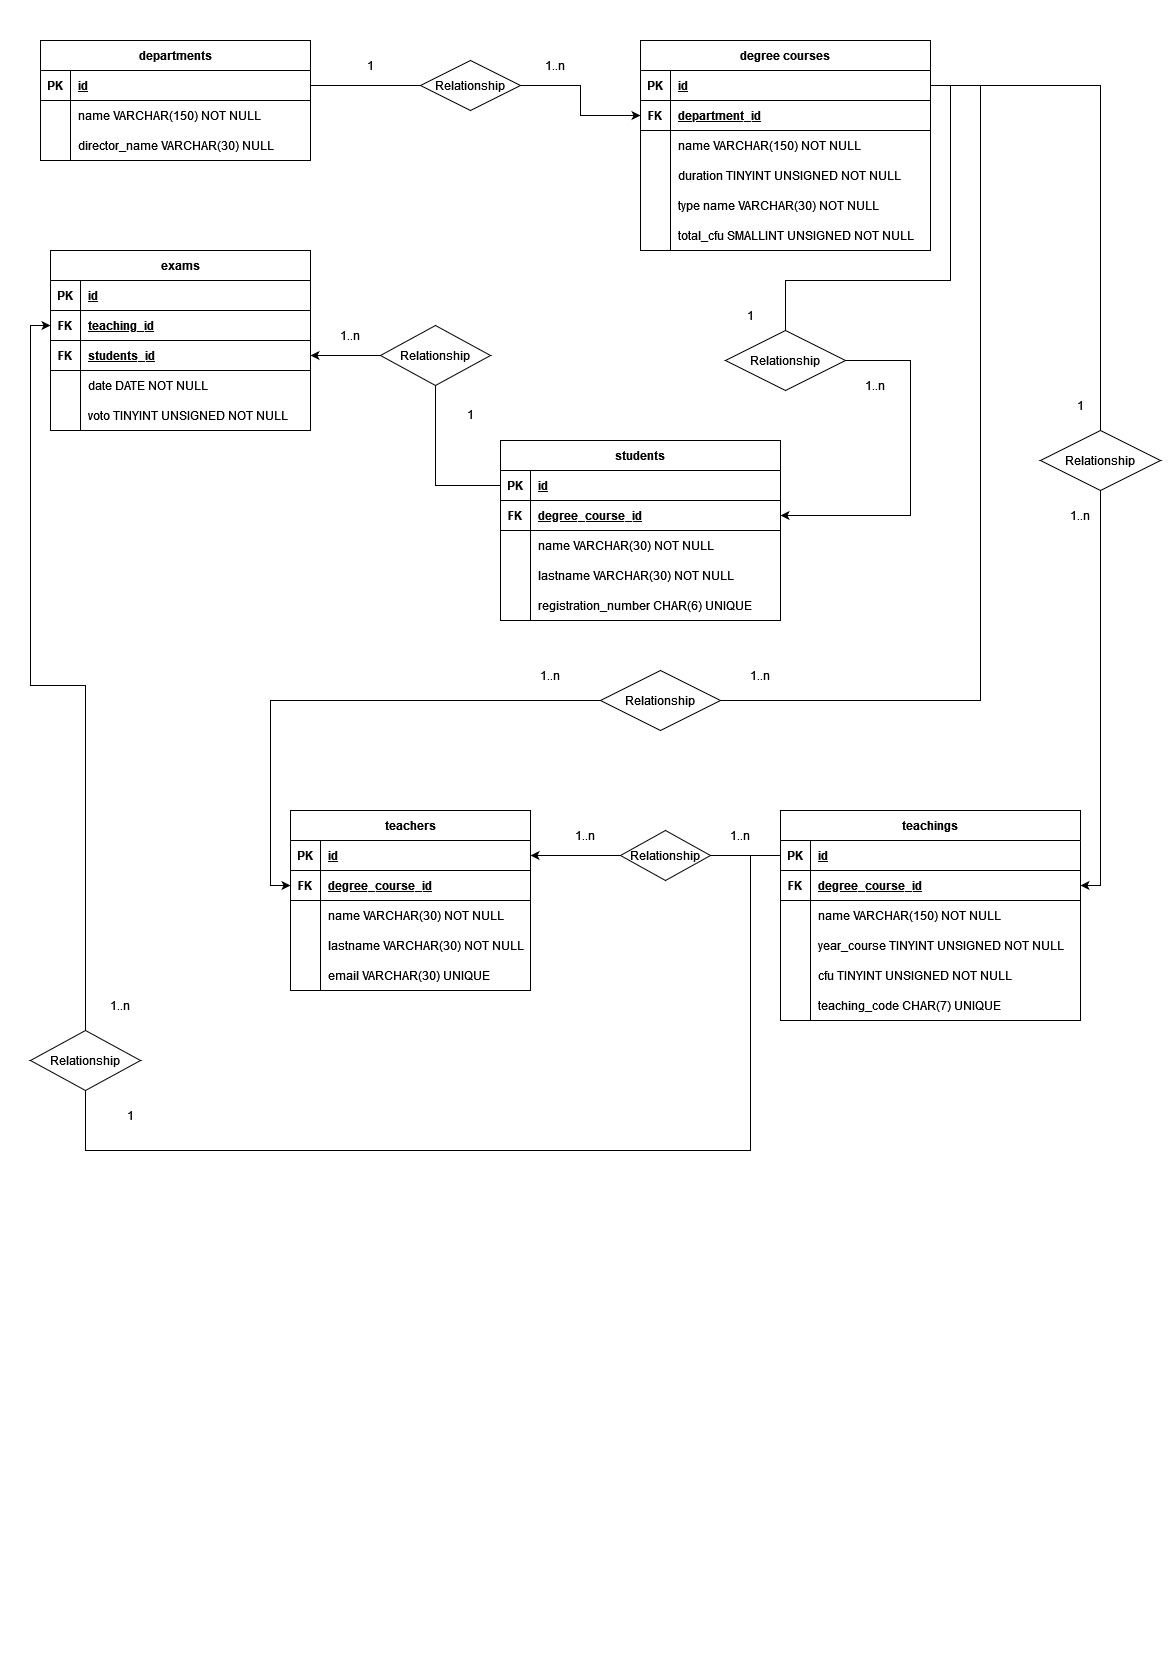 departments
PK id
name VARCHAR(150) NOT NULL
director_name VARCHAR(30) NULL
1
Relationship
1..n
degree courses
PK id
FK department_id
name VARCHAR(150) NOT NULL
duration TINYINT UNSIGNED NOT NULL
type name VARCHAR(30) NOT NULL
total_cfu SMALLINT UNSIGNED NOT NULL
exams
PK id
FK teaching_id
FK students_id
date DATE NOT NULL
voto TINYINT UNSIGNED NOT NULL
1..n
Relationship
1
1
Relationship
1..n
1
Relationship
1..n
students
PK id
FK degree_course_id
name VARCHAR(30) NOT NULL
lastname VARCHAR(30) NOT NULL
registration_number CHAR(6) UNIQUE
1..n
Relationship
1..n
teachers
PK id
FK degree_course_id
name VARCHAR(30) NOT NULL
lastname VARCHAR(30) NOT NULL
email VARCHAR(30) UNIQUE
1..n
Relationship
1..n
teachings
PK id
FK degree_course_id
name VARCHAR(150) NOT NULL
year_course TINYINT UNSIGNED NOT NULL
cfu TINYINT UNSIGNED NOT NULL
teaching_code CHAR(7) UNIQUE
1..n
Relationship
1